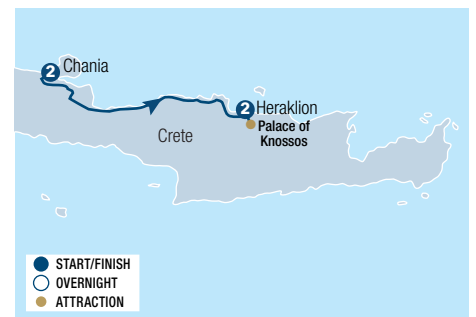 2 Chania
2 Heraklion
Palace of
Knossos
Crete
START/FINISH
OVERNIGHT
ATTRACTION